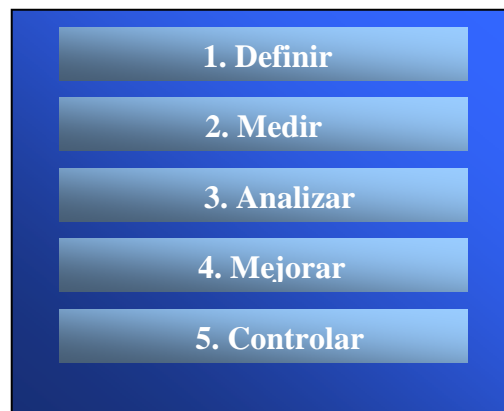 1. Definir
2. Medir
3. Analizar
4. Mejorar
5. Controlar